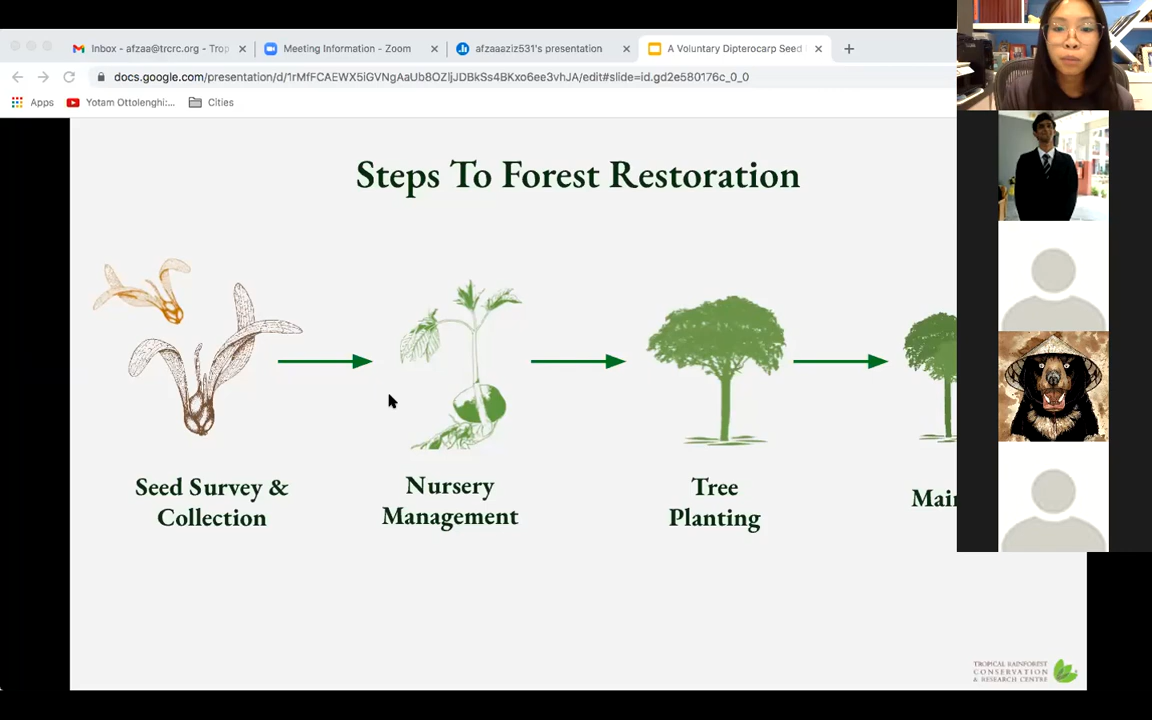 Inbox - afzaa@trcrc.org - Trop
Meeting Information - Zoom
afzaaaziz531's presentation
A Voluntary Dipterocarp Seed
docs.google.com/presentation/d/1rMfFCAEWX5iGVNgAaUb8OZljJDBkSs4BKxo6ee3vhJA/edit#slide=id.gd2e580176c_0_0
Apps
Yotam Ottolenghi:...
Cities
Steps To Forest Restoration
Seed Survey &
Collection
Nursery
Management
Tree
Planting
Main
TROPICAL RAINFOREST
CONSERVATION
& RESEARCH CENTRE